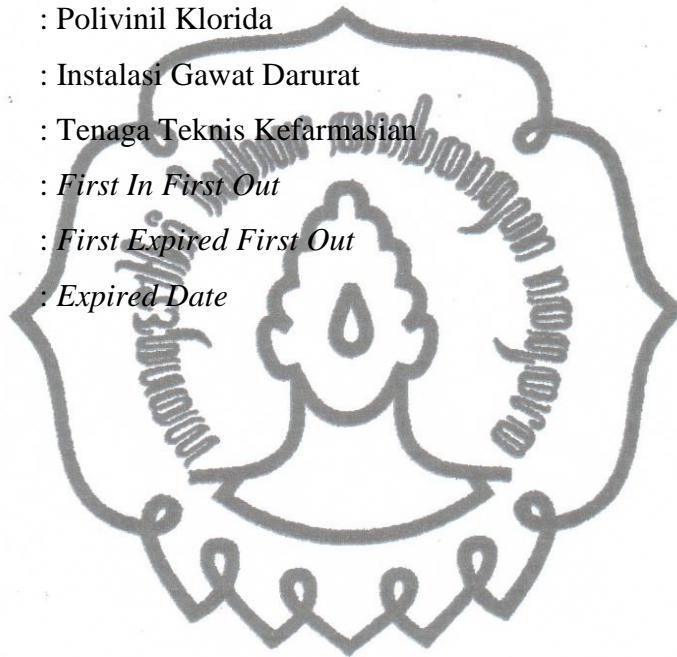 : Polivinil Klorida
: Instalasi Gawat Darurat
: Tenaga Teknis Kefarmasian
: First In First Out
: First Expired First Out
: Expired Date